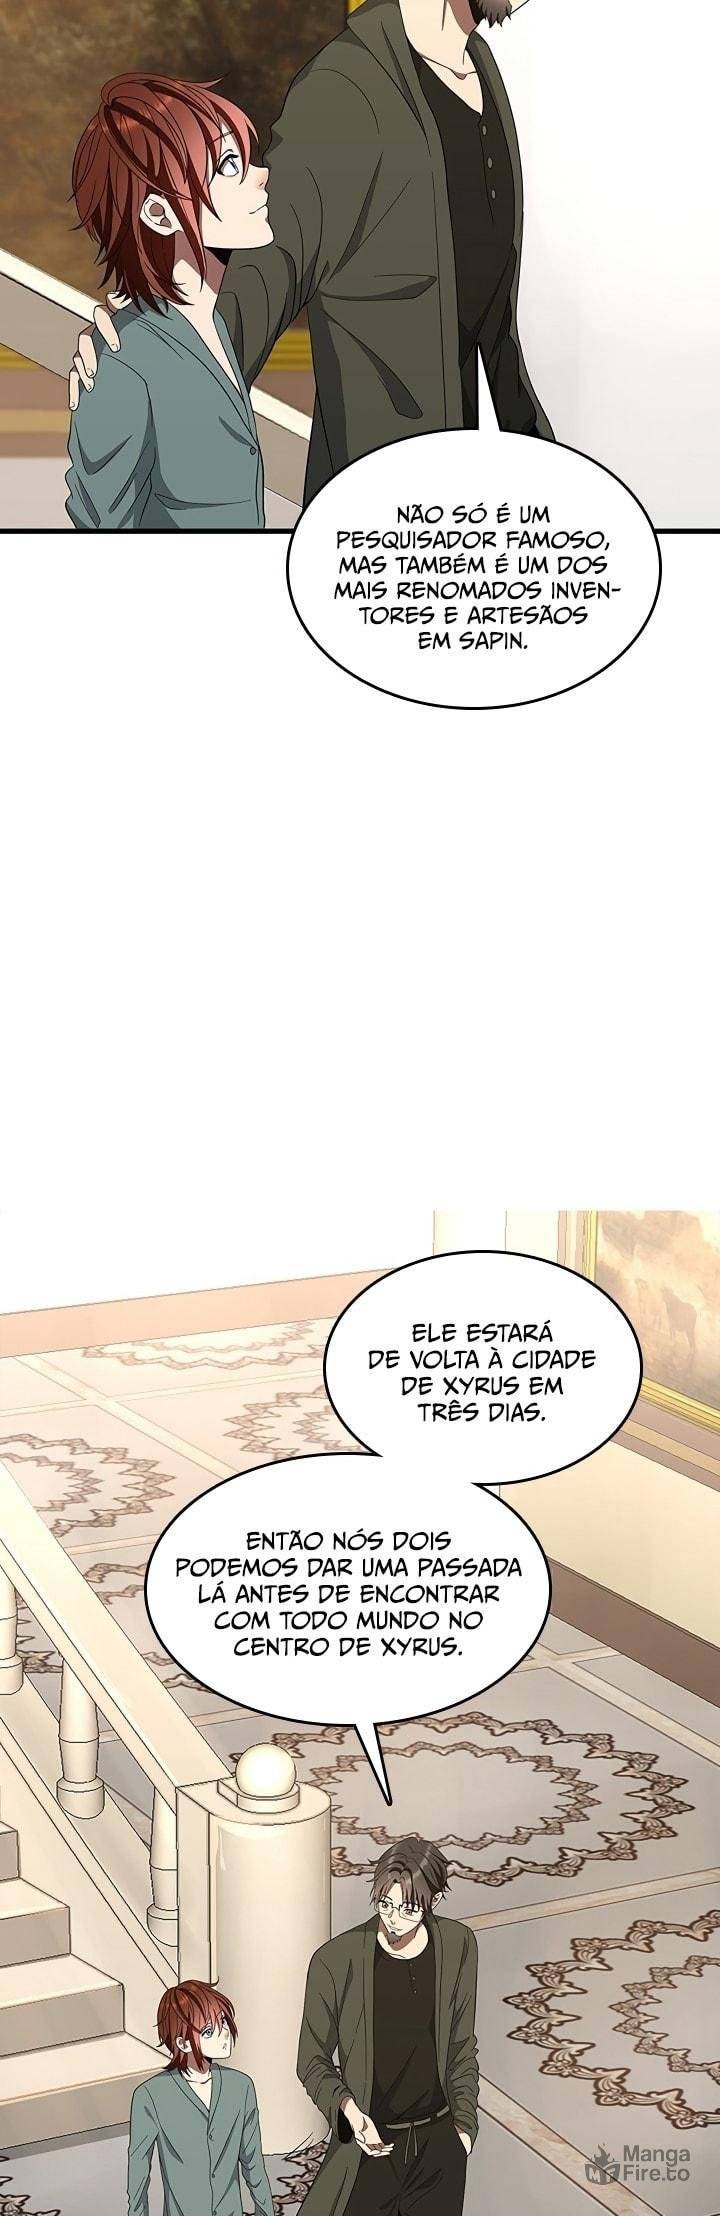 NÃO SÓ É UM
PESQUISADOR FAMOSO,
MAS TAMBÉM É UM DOS
MAIS RENOMADOS INVEN-
TORES E ARTESÃOS
EM SAPIN.
ELE ESTARÁ
DE VOLTA À CIDADE
DE XYRUS EM
TRÊS DIAS.
ENTÃO NÓS DOIS
PODEMOS DAR UMA PASSADA
LÁ ANTES DE ENCONTRAR
COM TODO MUNDO NO
CENTRO DE XYRUS.
Manga
Fire.to